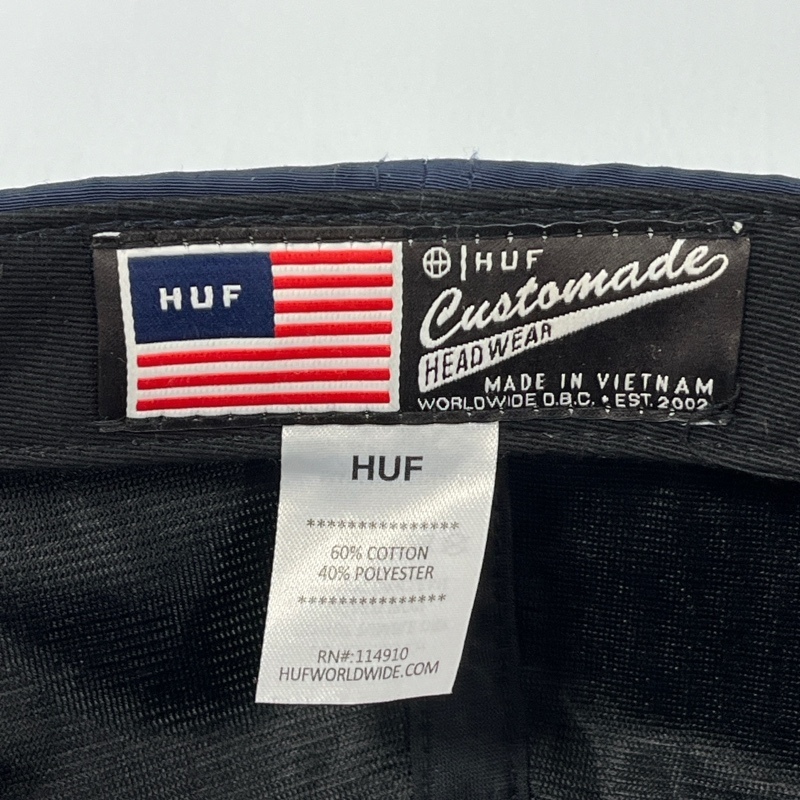 HUF
HUF
Customade
HEADWEAR
MADE IN VIETNAM
WORLDWIDE D.B.C. • EST. 2002
HUF
***************
60% COTTON
40% POLYESTER
***************
RN#:114910
HUFWORLDWIDE.COM